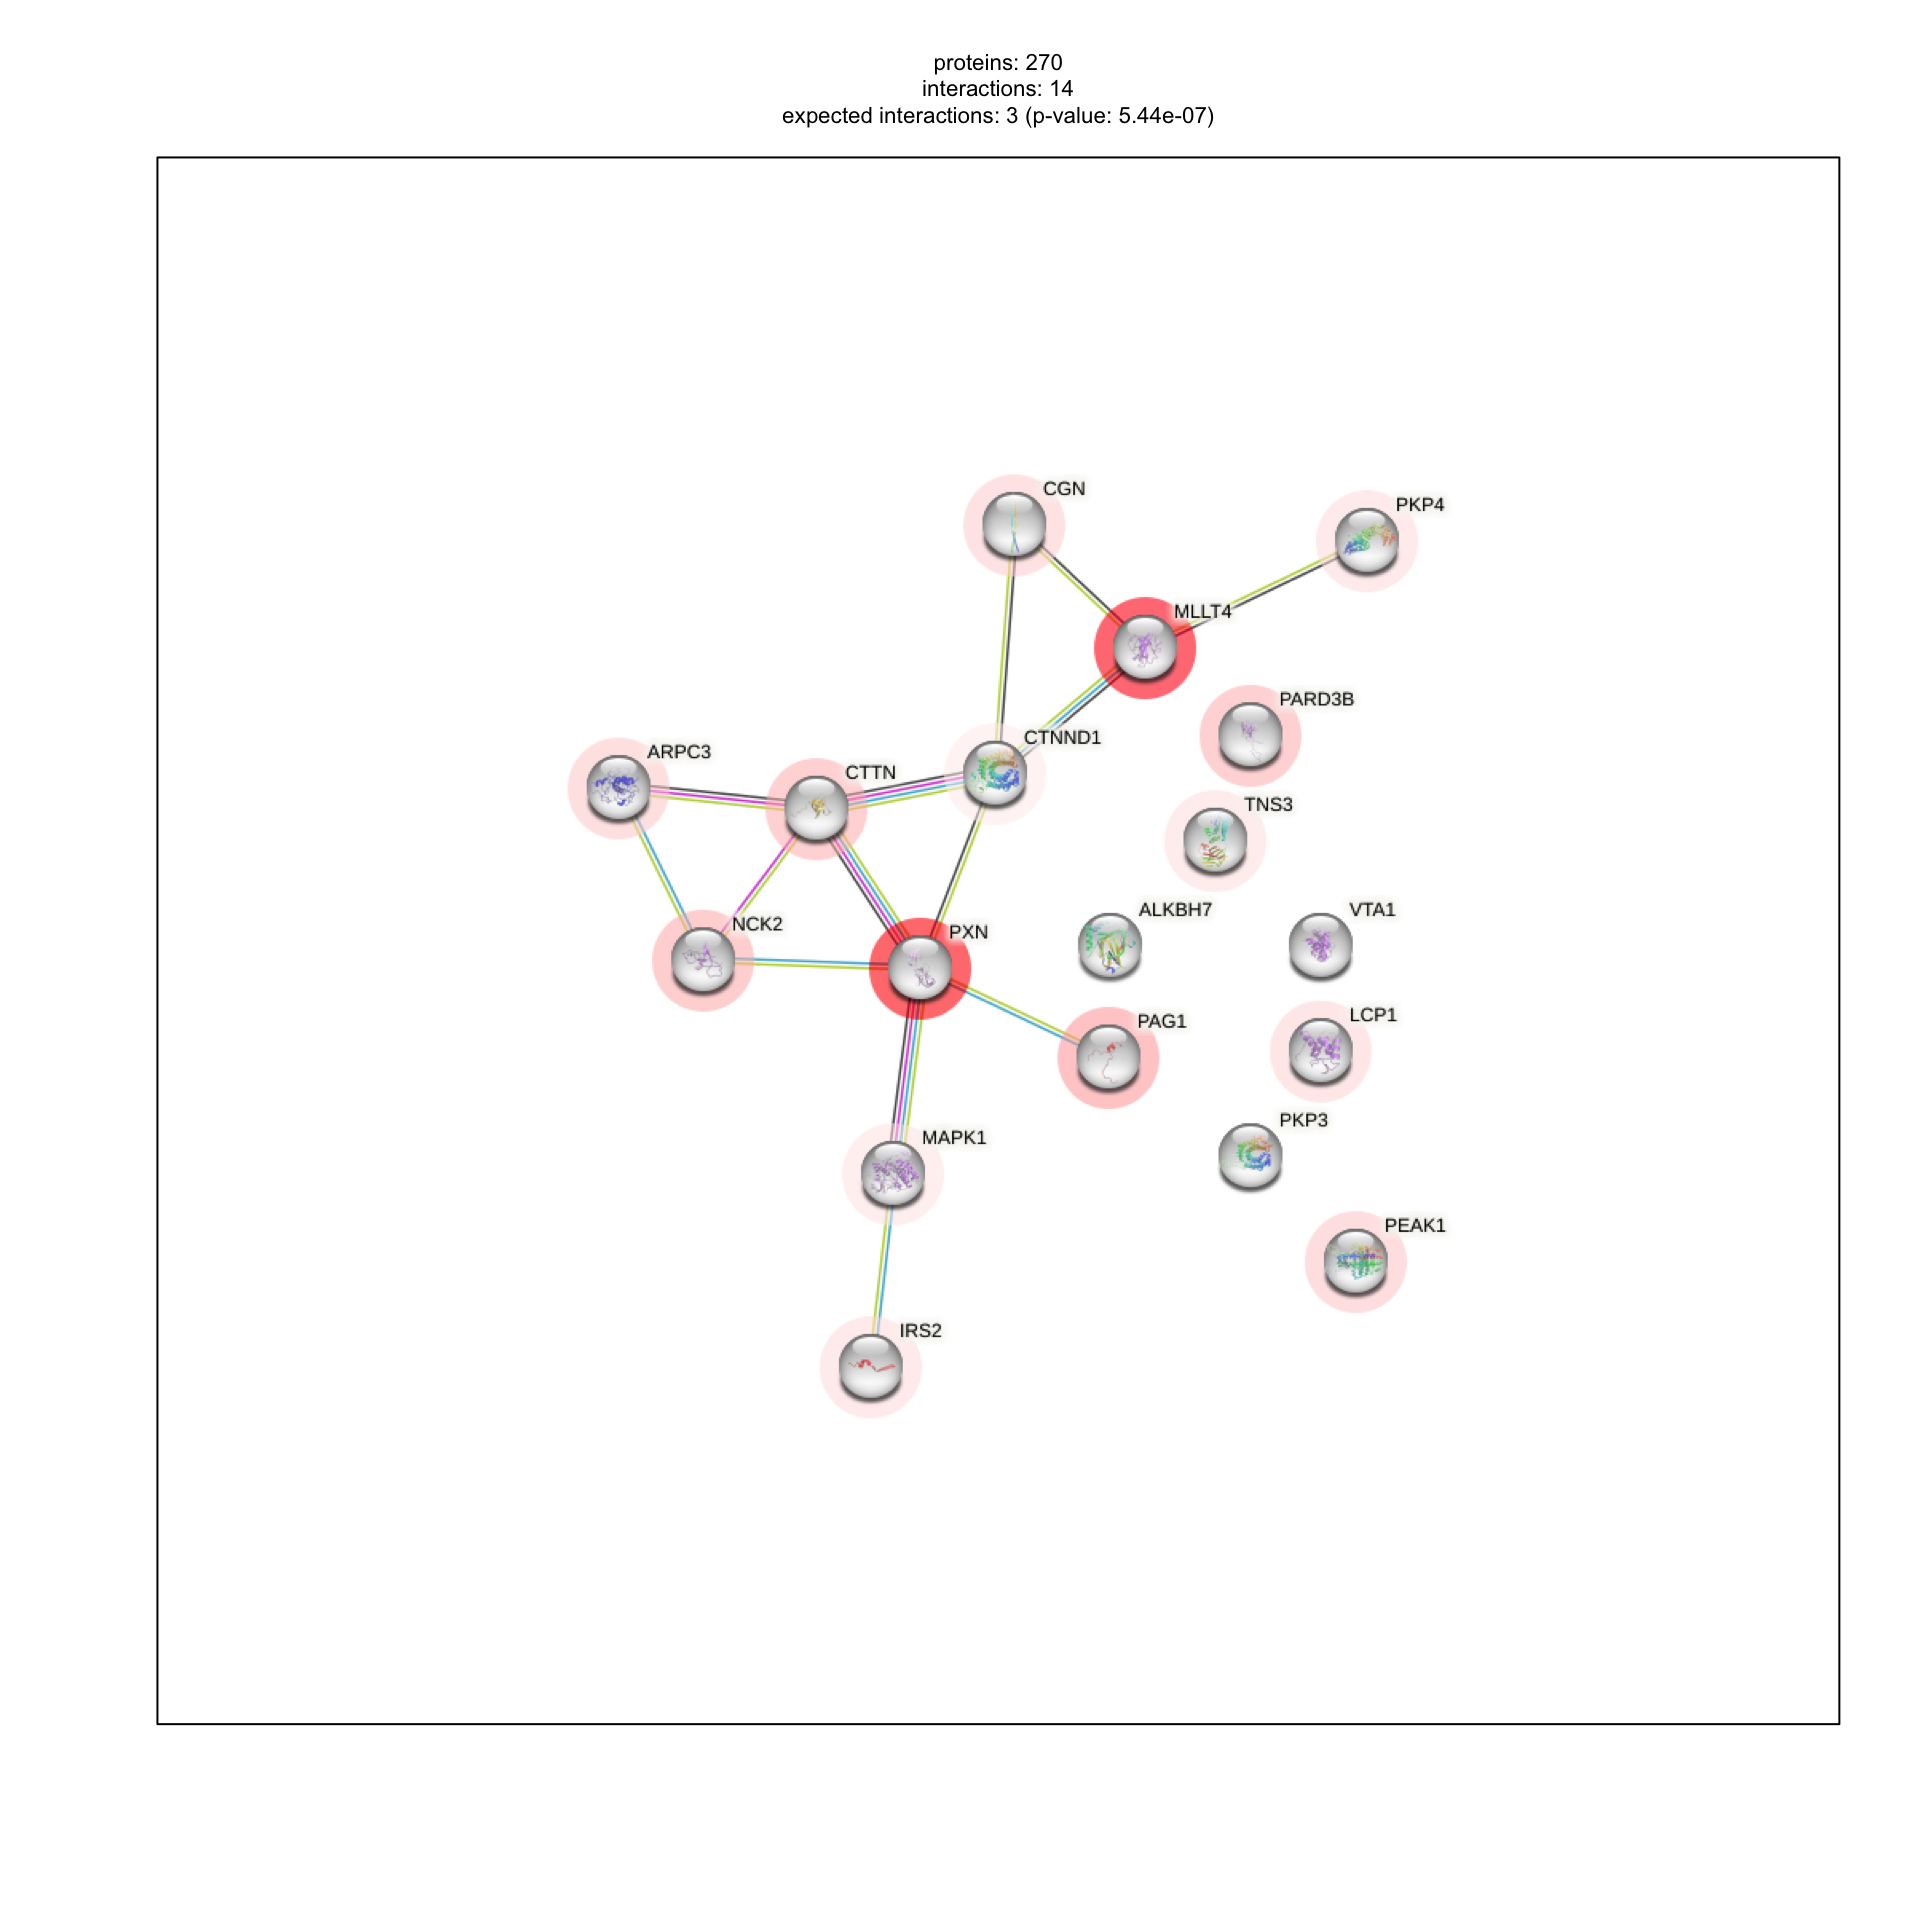 proteins: 270
interactions: 14
expected interactions: 3 (p-value: 5.44e-07)
CGN
PKP4
MLLT4
PARD3B
CTNND1
ARPC3
CTTN
TNS3
ALKBH7
VTA1
NCK2
PXN
LCP1
PAG1
PKP3
MAPK1
PEAK1
IRS2